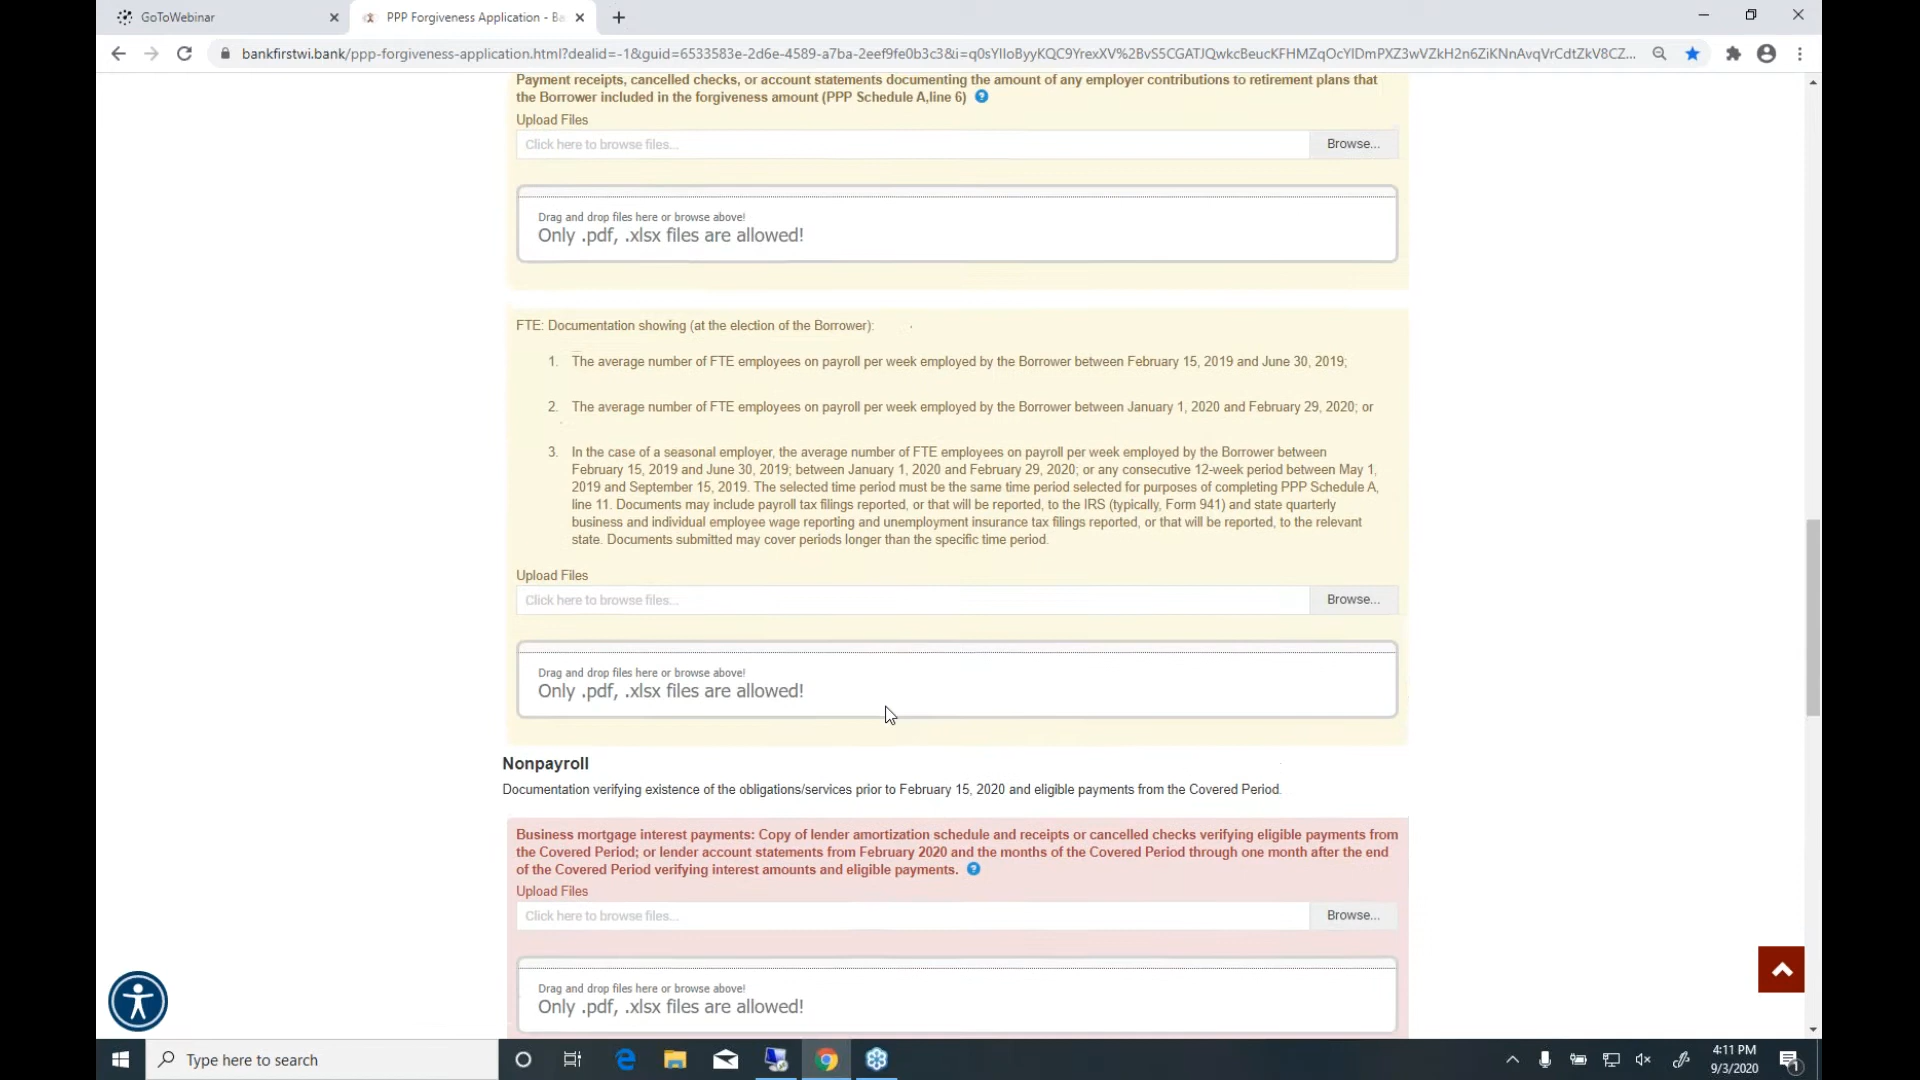 GoToWebinar
PPP Forgiveness Application - Ba
bankfirstwi.bank/ppp-forgiveness-application.html?dealid=-1&guid=6533583e-2d6e-4589-a7ba-2eef9fe0b3c3&i=q0sYIIoByyKQC9YrexXV%2BvS5CGATJQwkcBeucKFHMZqOcYIDmPXZ3wVZkH2n6ZiKNnAvqVrCdtZkV8CZ...
Payment receipts, cancelled checks, or account statements documenting the amount of any employer contributions to retirement plans that
the Borrower included in the forgiveness amount (PPP Schedule A,line 6) ?
Upload Files
Click here to browse files...
Browse...
Drag and drop files here or browse above!
Only .pdf, .xlsx files are allowed!
FTE: Documentation showing (at the election of the Borrower):
1. The average number of FTE employees on payroll per week employed by the Borrower between February 15, 2019 and June 30, 2019;
2. The average number of FTE employees on payroll per week employed by the Borrower between January 1, 2020 and February 29, 2020; or
3. In the case of a seasonal employer, the average number of FTE employees on payroll per week employed by the Borrower between
February 15, 2019 and June 30, 2019; between January 1, 2020 and February 29, 2020; or any consecutive 12-week period between May 1,
2019 and September 15, 2019. The selected time period must be the same time period selected for purposes of completing PPP Schedule A,
line 11. Documents may include payroll tax filings reported, or that will be reported, to the IRS (typically, Form 941) and state quarterly
business and individual employee wage reporting and unemployment insurance tax filings reported, or that will be reported, to the relevant
state. Documents submitted may cover periods longer than the specific time period.
Upload Files
Click here to browse files...
Browse...
Drag and drop files here or browse above!
Only .pdf, .xlsx files are allowed!
Nonpayroll
Documentation verifying existence of the obligations/services prior to February 15, 2020 and eligible payments from the Covered Period.
Business mortgage interest payments: Copy of lender amortization schedule and receipts or cancelled checks verifying eligible payments from
the Covered Period; or lender account statements from February 2020 and the months of the Covered Period through one month after the end
of the Covered Period verifying interest amounts and eligible payments. ?
Upload Files
Click here to browse files...
Browse...
Drag and drop files here or browse above!
Only .pdf, .xlsx files are allowed!
Type here to search
4:11 PM
9/3/2020
1